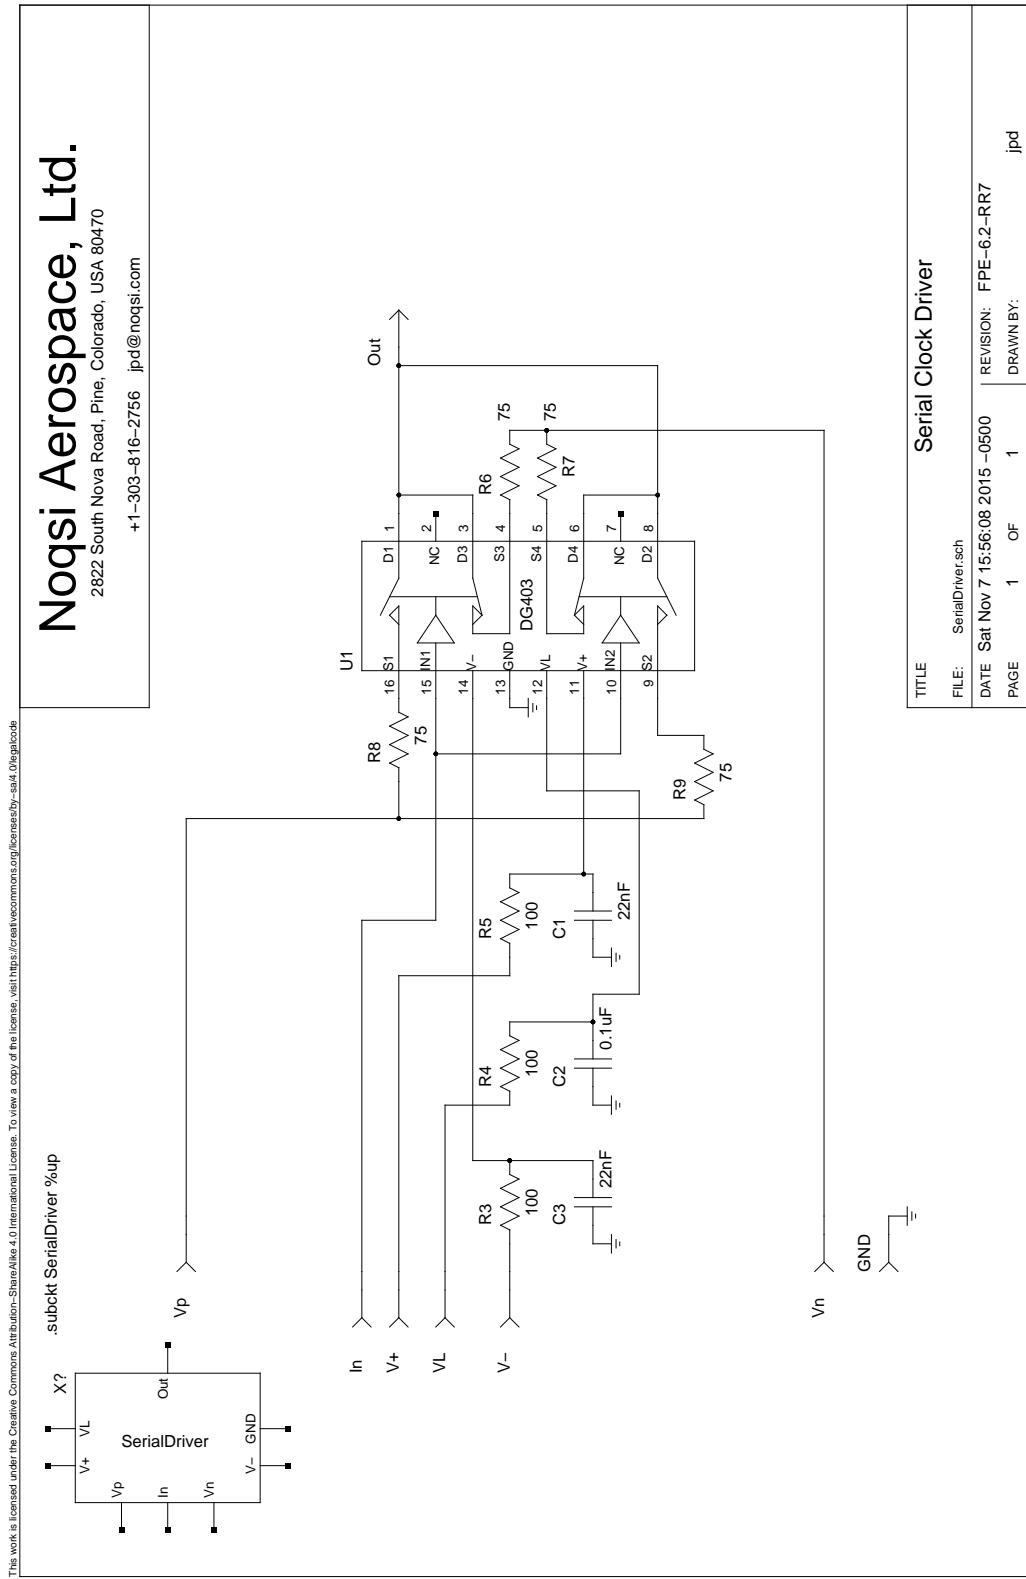 This work is licensed under the Creative Commons Attribution−ShareAlike 4.0 International License. To view a copy of the license, visit https://creativecommons.org/licenses/by−sa/4.0/legalcode
Noqsi Aerospace, Ltd.
2822 South Nova Road, Pine, Colorado, USA 80470
+1−303−816−2756 jpd@noqsi.com
.subckt SerialDriver %up
X?
V+
VL
Vp
In
Vn
Out
SerialDriver
V−
GND
Vp
In
V+
VL
V−
Vn
GND
R3
100
C3
22nF
R4
100
C2
0.1uF
R5
100
C1
22nF
R8
75
R9
75
U1
DG403
16
S1
15
IN1
14
V−
13
GND
12
VL
11
V+
10
IN2
9
S2
D1
1
NC
2
D3
3
S3
4
S4
5
D4
6
NC
7
D2
8
R6
75
R7
75
Out
TITLE
Serial Clock Driver
FILE: SerialDriver.sch
DATE Sat Nov 7 15:56:08 2015 −0500
REVISION: FPE−6.2−RR7
PAGE 1 OF 1
DRAWN BY: jpd